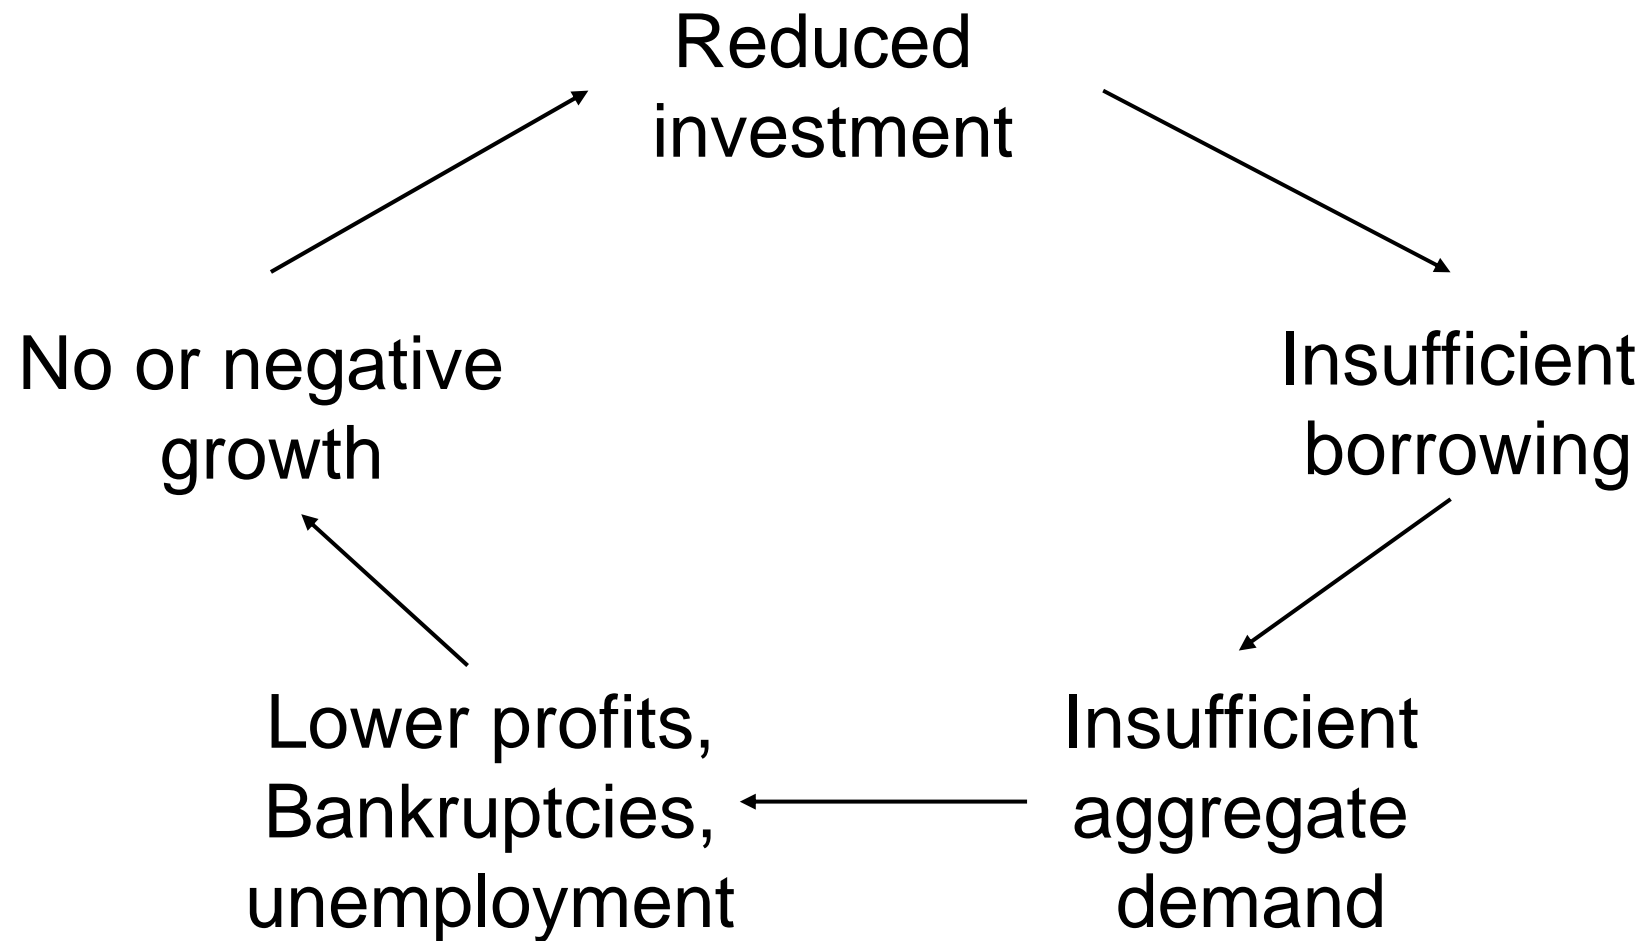 Reduced
investment
Insufficient
borrowing
Insufficient
aggregate
demand
Lower profits,
Bankruptcies,
unemployment
No or negative
growth